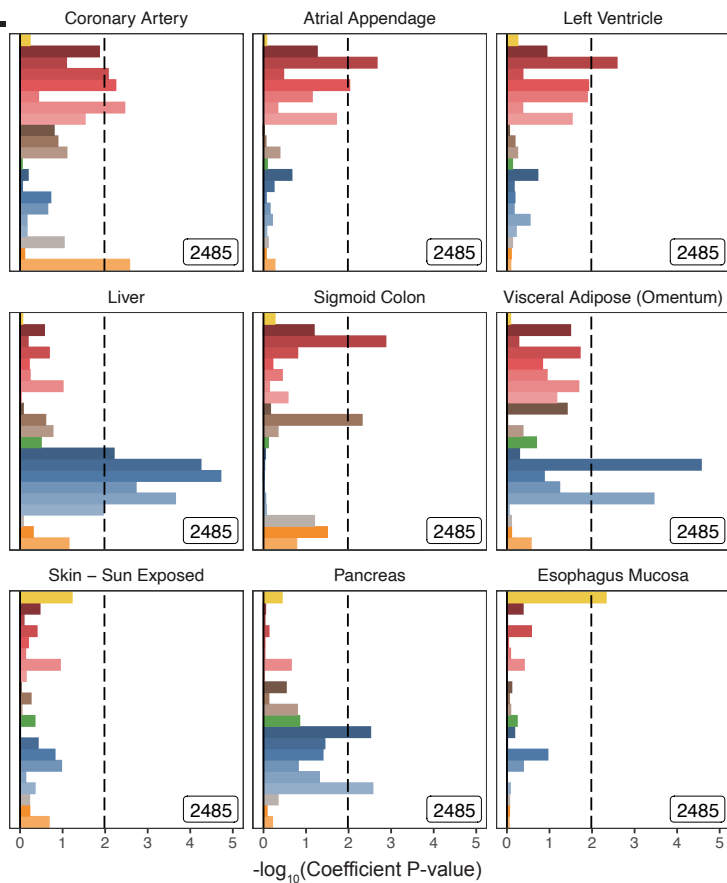 Coronary Artery Atrial Appendage Left Ventricle
2485 2485 2485
Liver Sigmoid Colon Visceral Adipose (Omentum)
2485 2485 2485
Skin – Sun Exposed Pancreas Esophagus Mucosa
2485 2485 2485
0 1 2 3 4 5 0 1 2 3 4 5 0 1 2 3 4 5
-log10(Coefficient P-value)